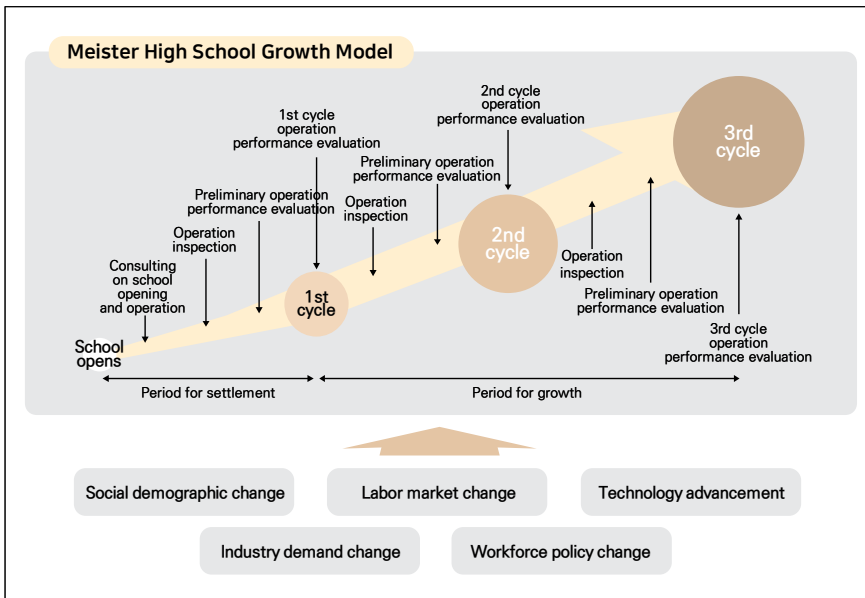 Meister High School Growth Model
2nd cycle
operation
performance evaluation
3rd
cycle
1st cycle
operation
performance evaluation
Preliminary operation
performance evaluation
Preliminary operation
performance evaluation
Operation
inspection
Operation
inspection
2nd
cycle
Operation
inspection
Consulting
on school
opening
and operation
1st
cycle
Preliminary operation
performance evaluation
School
opens
3rd cycle
operation
performance evaluation
Period for settlement
Period for growth
Social demographic change
Labor market change
Technology advancement
Industry demand change
Workforce policy change